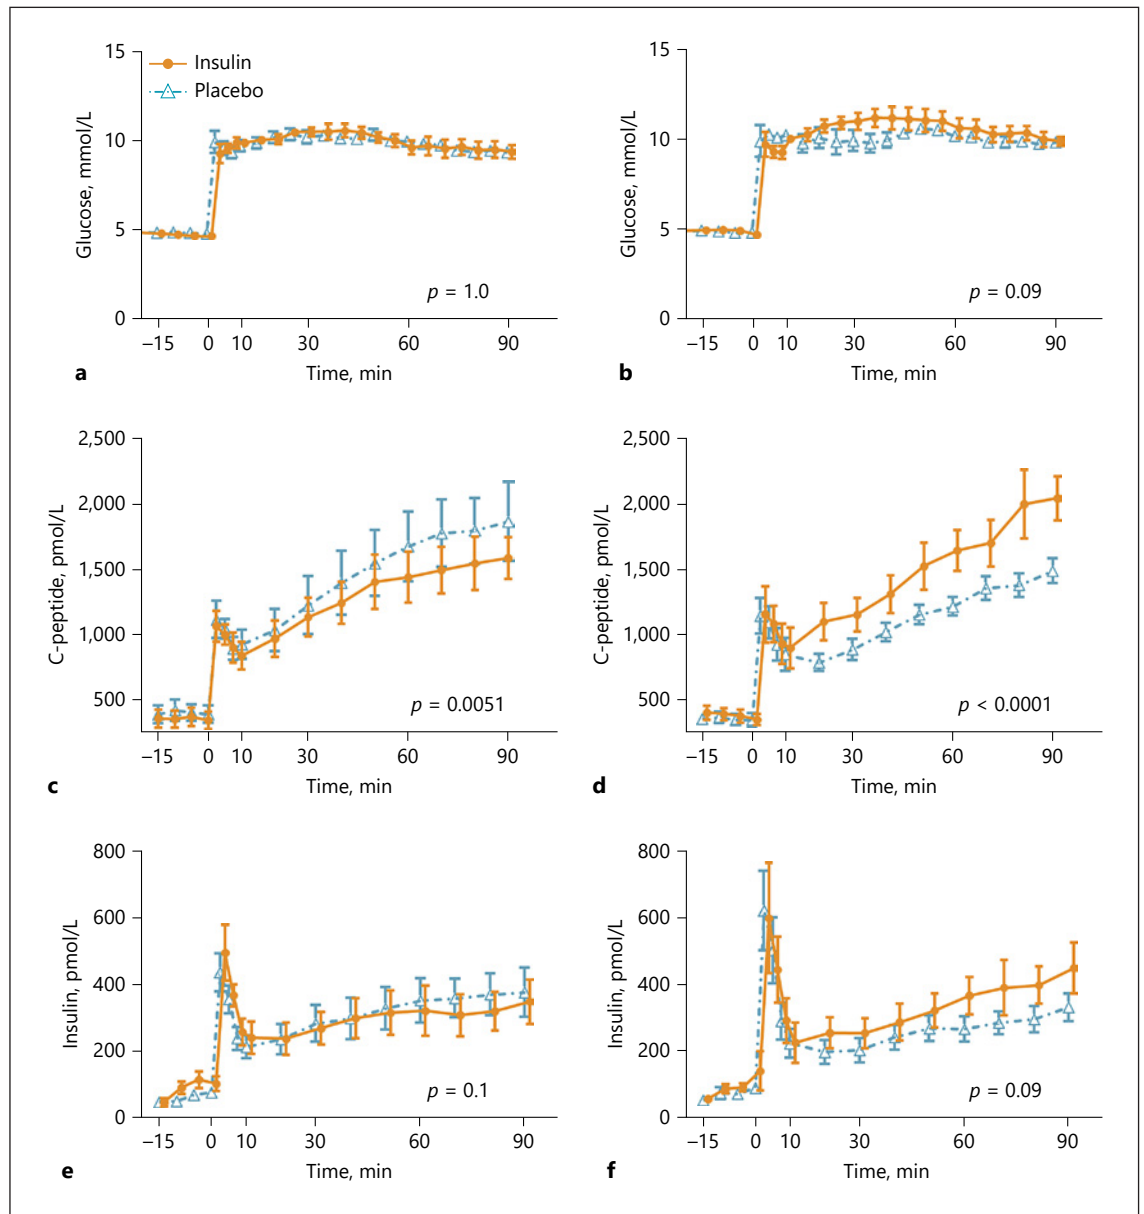 15
10
5
0
Glucose, mmol/L
Insulin
Placebo
p = 1.0
–15 0 10 30 60 90
Time, min
a
15
10
5
0
Glucose, mmol/L
p = 0.09
–15 0 10 30 60 90
Time, min
b
2,500
2,000
1,500
1,000
500
C-peptide, pmol/L
p = 0.0051
–15 0 10 30 60 90
Time, min
c
2,500
2,000
1,500
1,000
500
C-peptide, pmol/L
p < 0.0001
–15 0 10 30 60 90
Time, min
d
800
600
400
200
0
Insulin, pmol/L
p = 0.1
–15 0 10 30 60 90
Time, min
e
800
600
400
200
0
Insulin, pmol/L
p = 0.09
–15 0 10 30 60 90
Time, min
f